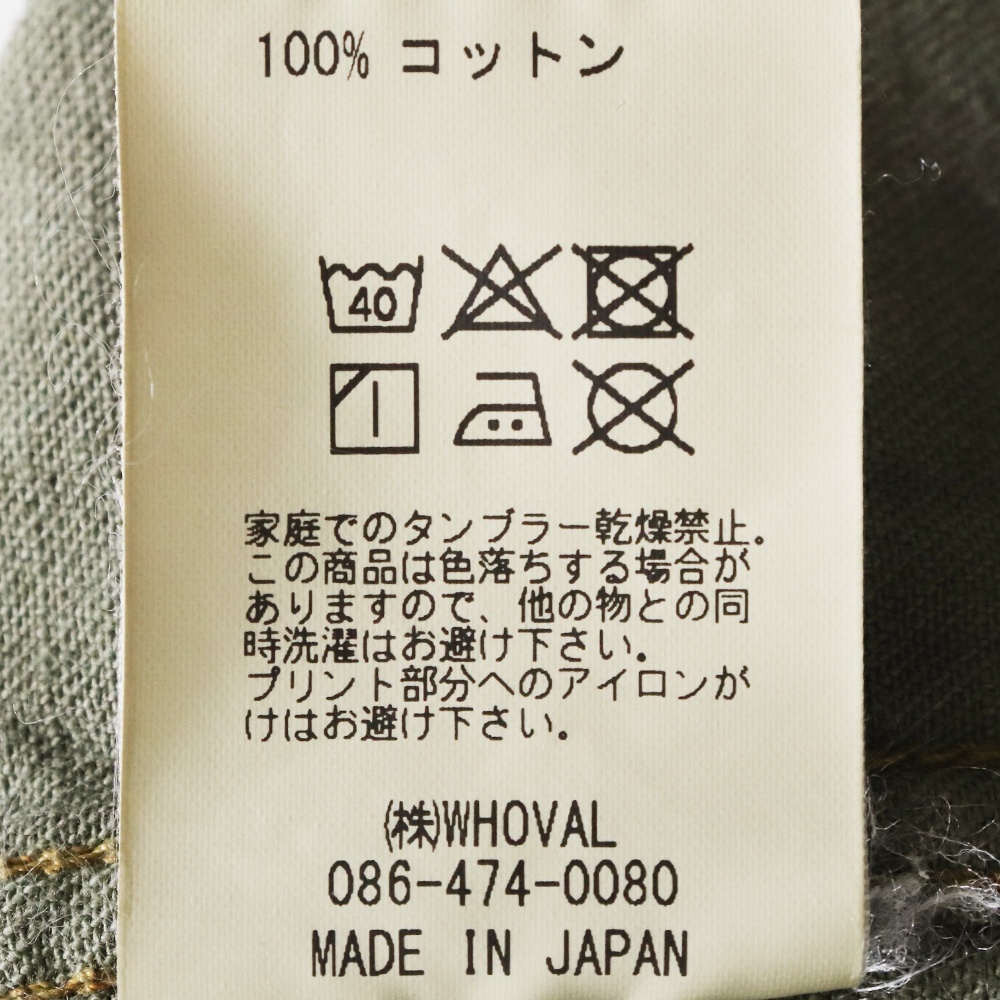 100% コットン
40
家庭でのタンブラー乾燥禁止。
この商品は色落ちする場合が
ありますので、他の物との同
時洗濯はお避け下さい。
プリント部分へのアイロンが
けはお避け下さい。
㈱WHOVAL
086-474-0080
MADE IN JAPAN